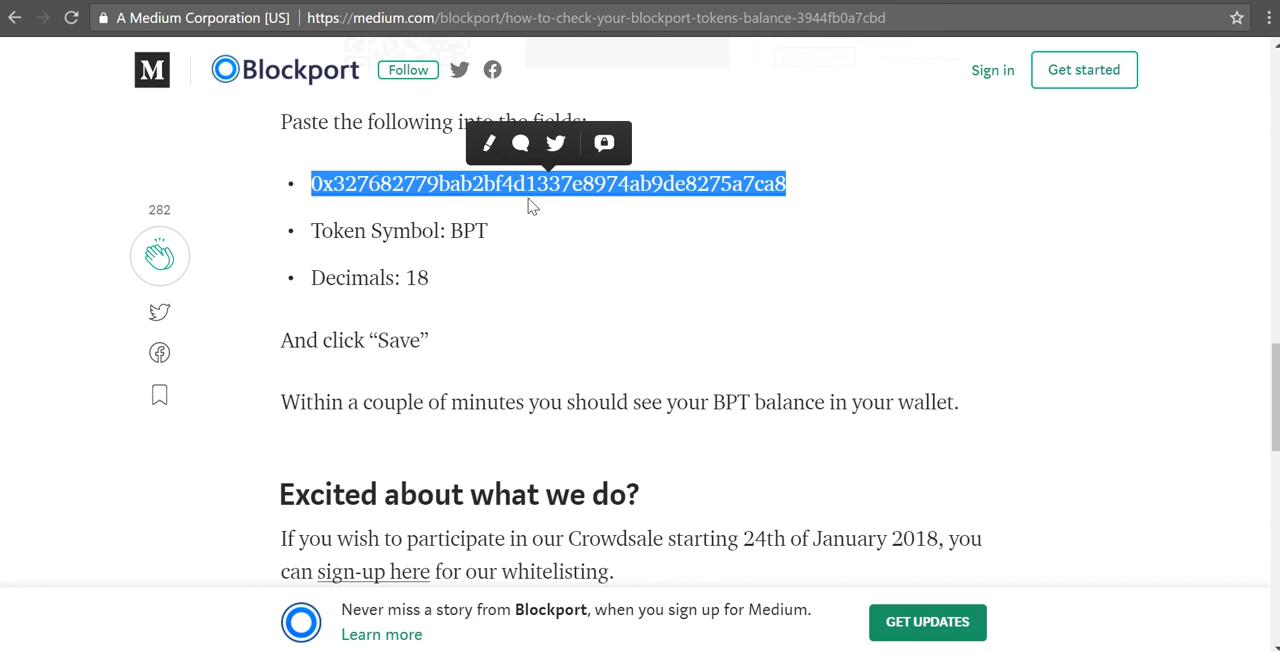 A Medium Corporation [US] https://medium.com/blockport/how-to-check-your-blockport-tokens-balance-3944fb0a7cbd
M Blockport Follow Sign in Get started
Paste the following into the fields:
• 0x327682779bab2bf4d1337e8974ab9de8275a7ca8
282
• Token Symbol: BPT
• Decimals: 18
And click “Save”
Within a couple of minutes you should see your BPT balance in your wallet.
Excited about what we do?
If you wish to participate in our Crowdsale starting 24th of January 2018, you
can sign-up here for our whitelisting.
Never miss a story from Blockport, when you sign up for Medium.
Learn more
GET UPDATES